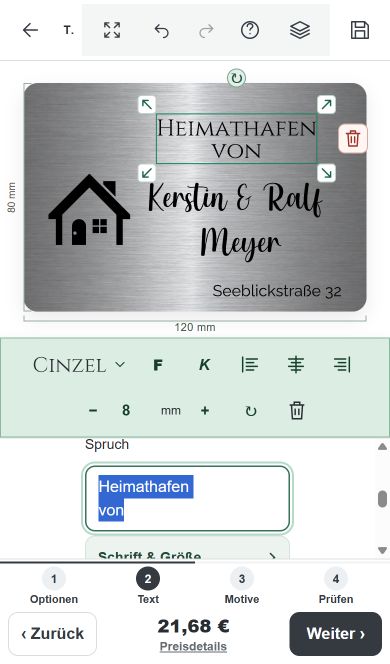 T.
HEIMATHAFEN
VON
Kerstin & Ralf
Meyer
Seeblickstraße 32
80 mm
120 mm
CINZEL
F
K
− 8 mm +
Spruch
Heimathafen
von
Schrift & Größe
1
Optionen
2
Text
3
Motive
4
Prüfen
‹ Zurück
21,68 €
Preisdetails
Weiter ›